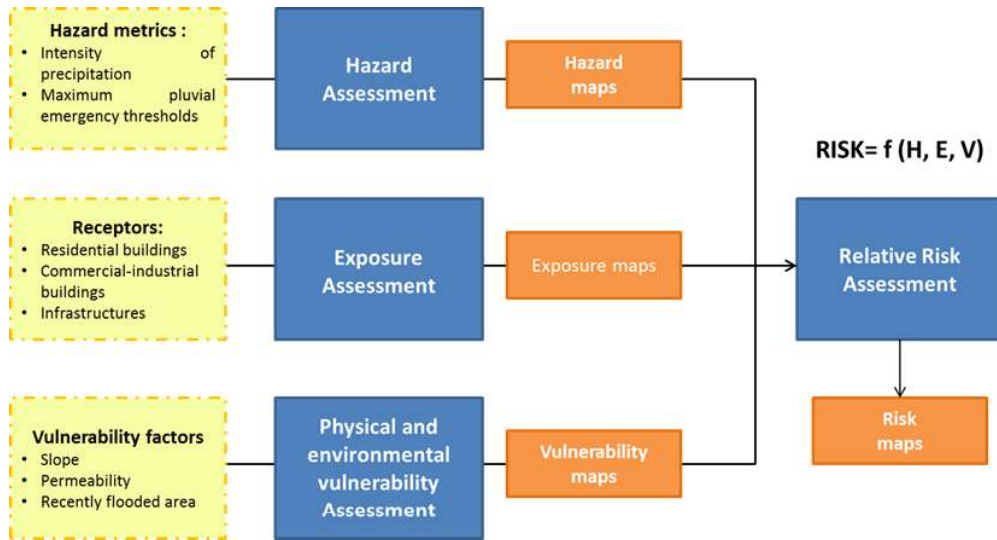 Hazard metrics :
• Intensity of
precipitation
• Maximum pluvial
emergency thresholds
Hazard
Assessment
Hazard
maps
RISK= f (H, E, V)
Receptors:
• Residential buildings
• Commercial-industrial
buildings
• Infrastructures
Exposure
Assessment
Exposure maps
Relative Risk
Assessment
Vulnerability factors
• Slope
• Permeability
• Recently flooded area
Physical and
environmental
vulnerability
Assessment
Vulnerability
maps
Risk
maps